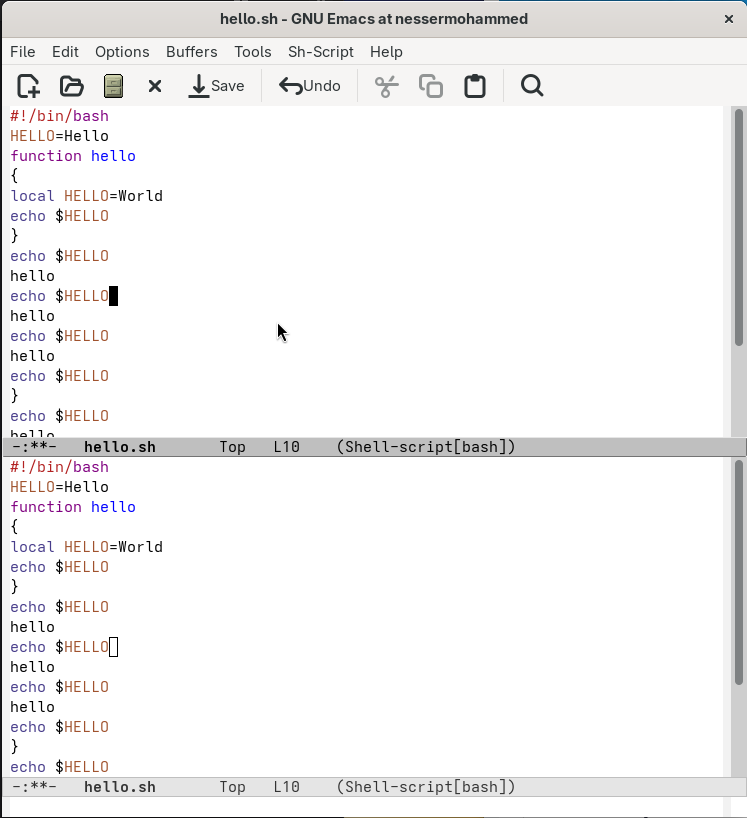 hello.sh - GNU Emacs at nessermohammed
File Edit Options Buffers Tools Sh-Script Help
Save Undo
#!/bin/bash
HELLO=Hello
function hello
{
local HELLO=World
echo $HELLO
}
echo $HELLO
hello
echo $HELLO
hello
echo $HELLO
hello
echo $HELLO
}
echo $HELLO
hello
-:**- hello.sh Top L10 (Shell-script[bash])
#!/bin/bash
HELLO=Hello
function hello
{
local HELLO=World
echo $HELLO
}
echo $HELLO
hello
echo $HELLO
hello
echo $HELLO
hello
echo $HELLO
}
echo $HELLO
-:**- hello.sh Top L10 (Shell-script[bash])